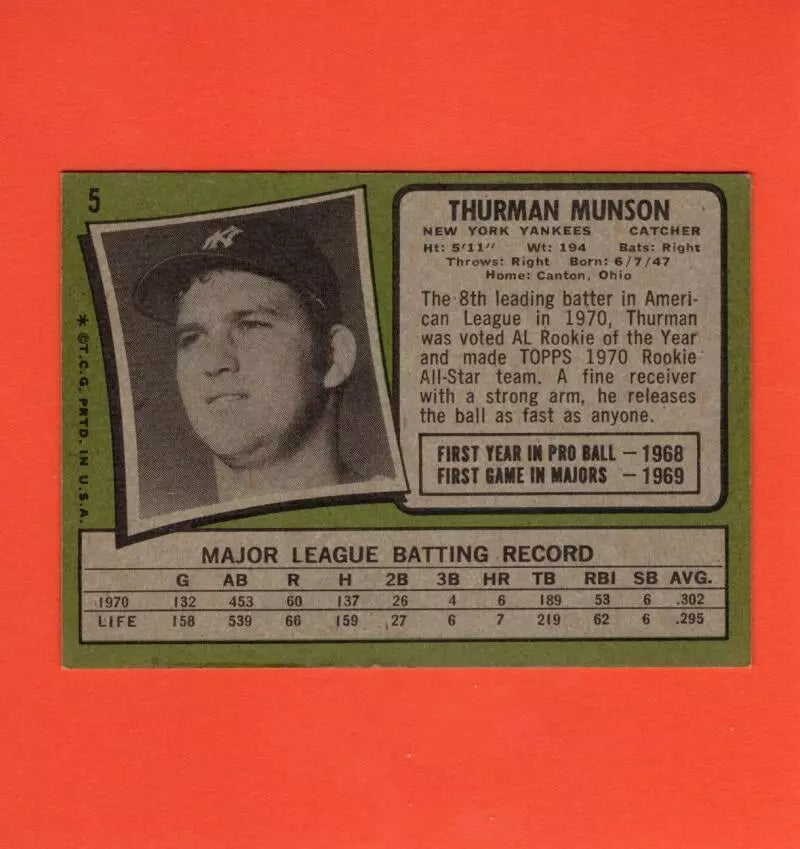 5
NY
* ©T.C.G. PRTD. IN U.S.A.
THURMAN MUNSON
NEW YORK YANKEES CATCHER
Ht: 5'11" Wt: 194 Bats: Right
Throws: Right Born: 6/7/47
Home: Canton, Ohio
The 8th leading batter in Ameri-
can League in 1970, Thurman
was voted AL Rookie of the Year
and made TOPPS 1970 Rookie
All-Star team. A fine receiver
with a strong arm, he releases
the ball as fast as anyone.
FIRST YEAR IN PRO BALL – 1968
FIRST GAME IN MAJORS – 1969
MAJOR LEAGUE BATTING RECORD
G AB R H 2B 3B HR TB RBI SB AVG.
1970 132 453 60 137 26 4 6 189 53 6 .302
LIFE 158 539 66 159 27 6 7 219 62 6 .295